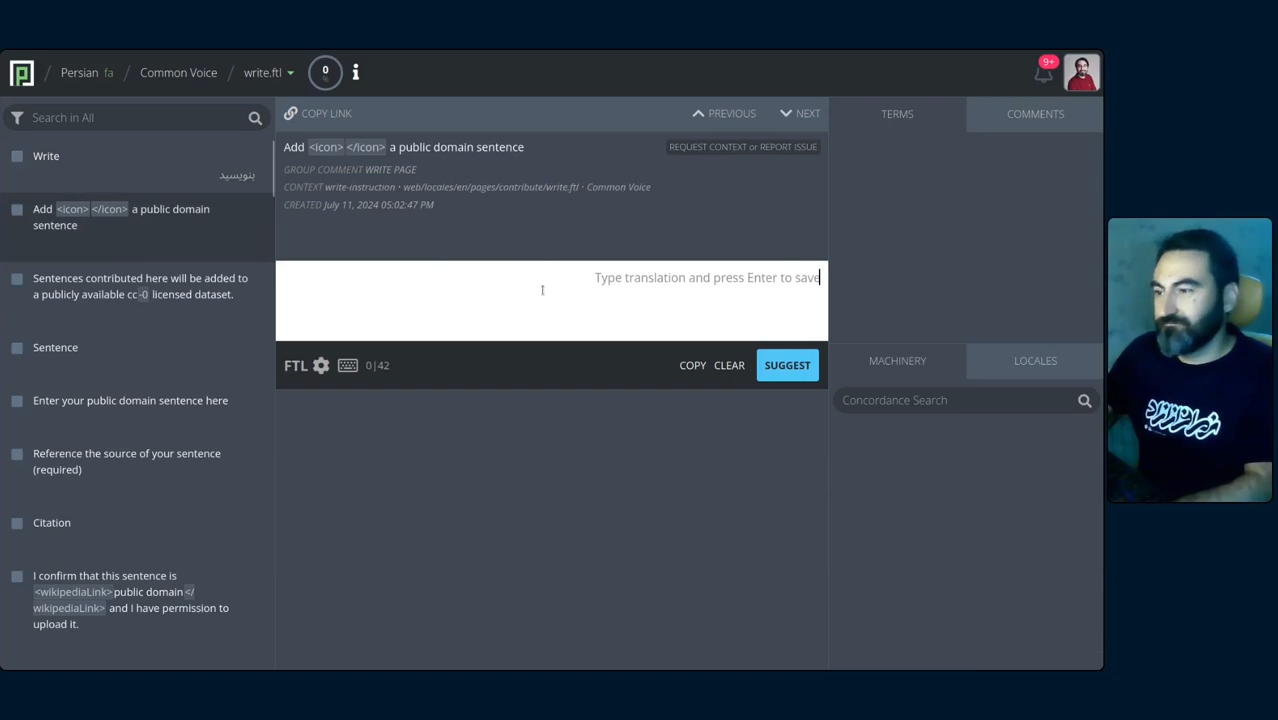 / Persian fa / Common Voice / write.ftl
0
9+
Search in All
Write
بنویسید
Add <icon> </icon> a public domain
sentence
Sentences contributed here will be added to
a publicly available cc -0 licensed dataset.
Sentence
Enter your public domain sentence here
Reference the source of your sentence
(required)
Citation
I confirm that this sentence is
<wikipediaLink> public domain </
wikipediaLink> and I have permission to
upload it.
COPY LINK
PREVIOUS
NEXT
Add <icon> </icon> a public domain sentence
REQUEST CONTEXT or REPORT ISSUE
GROUP COMMENT WRITE PAGE
CONTEXT write-instruction • web/locales/en/pages/contribute/write.ftl • Common Voice
CREATED July 11, 2024 05:02:47 PM
Type translation and press Enter to save
FTL
0|42
COPY
CLEAR
SUGGEST
TERMS
COMMENTS
MACHINERY
LOCALES
Concordance Search